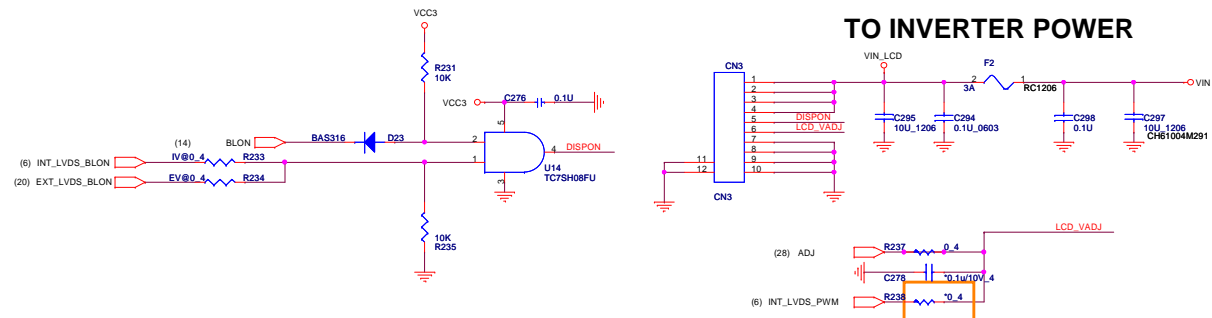 TO INVERTER POWER
VCC3
R231
10K
VCC3
C276
0.1U
(14)
BLON
BAS316
D23
(6) INT_LVDS_BLON
IV@0_4
R233
(20) EXT_LVDS_BLON
EV@0_4
R234
2
1
5
4
3
DISPON
U14
TC7SH08FU
10K
R235
CN3
1
2
3
4
5
6
7
8
9
10
11
12
CN3
DISPON
LCD_VADJ
VIN_LCD
F2
2
1
3A
RC1206
VIN
C295
10U_1206
C294
0.1U_0603
C298
0.1U
C297
10U_1206
CH61004M291
LCD_VADJ
(28) ADJ
R237
0_4
C278
*0.1u/10V_4
(6) INT_LVDS_PWM
R238
*0_4